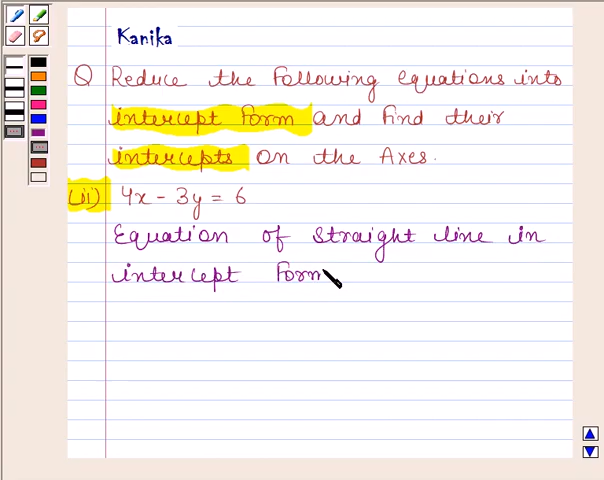 Kanika
Q Reduce the Following equations into
intercept Form and Find their
intercepts on the Axes.
(ii) 4x - 3y = 6
Equation of straight line in
intercept Form